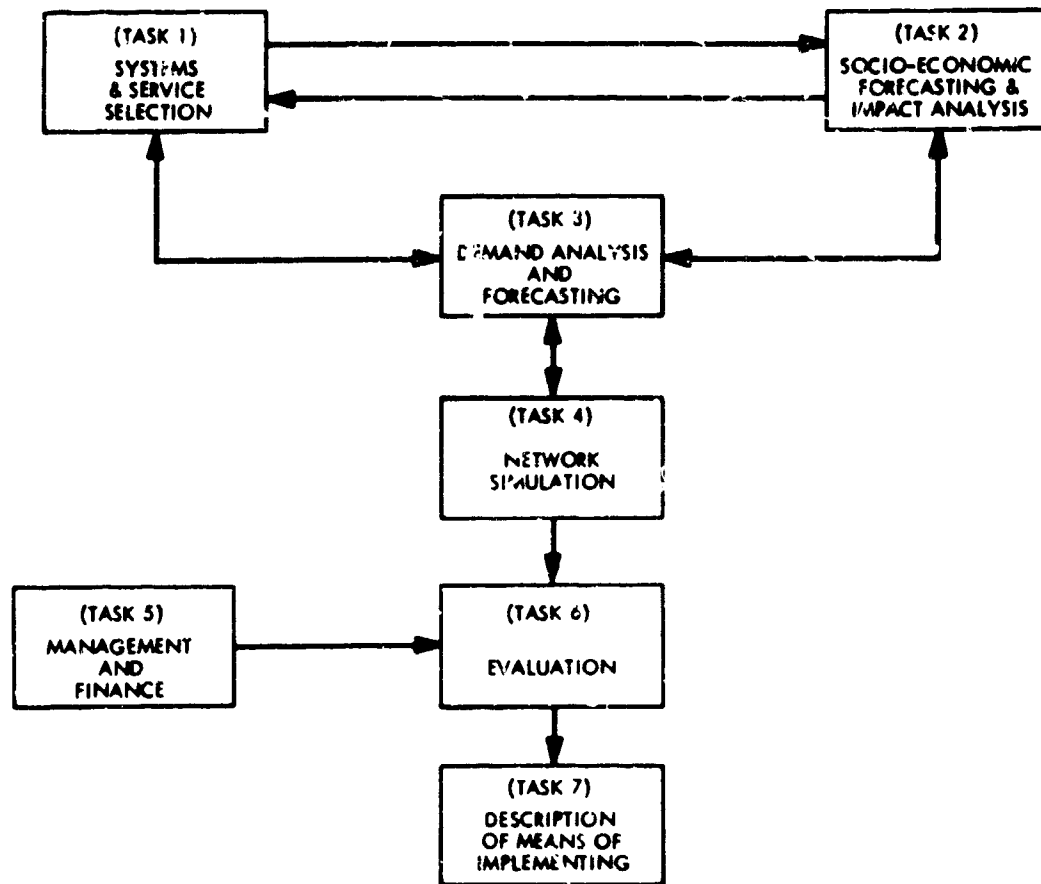 (TASK 1)
SYSTEMS
& SERVICE
SELECTION
(TASK 2)
SOCIO-ECONOMIC
FORECASTING &
IMPACT ANALYSIS
(TASK 3)
DEMAND ANALYSIS
AND
FORECASTING
(TASK 4)
NETWORK
SIMULATION
(TASK 5)
MANAGEMENT
AND
FINANCE
(TASK 6)
EVALUATION
(TASK 7)
DESCRIPTION
OF MEANS OF
IMPLEMENTING